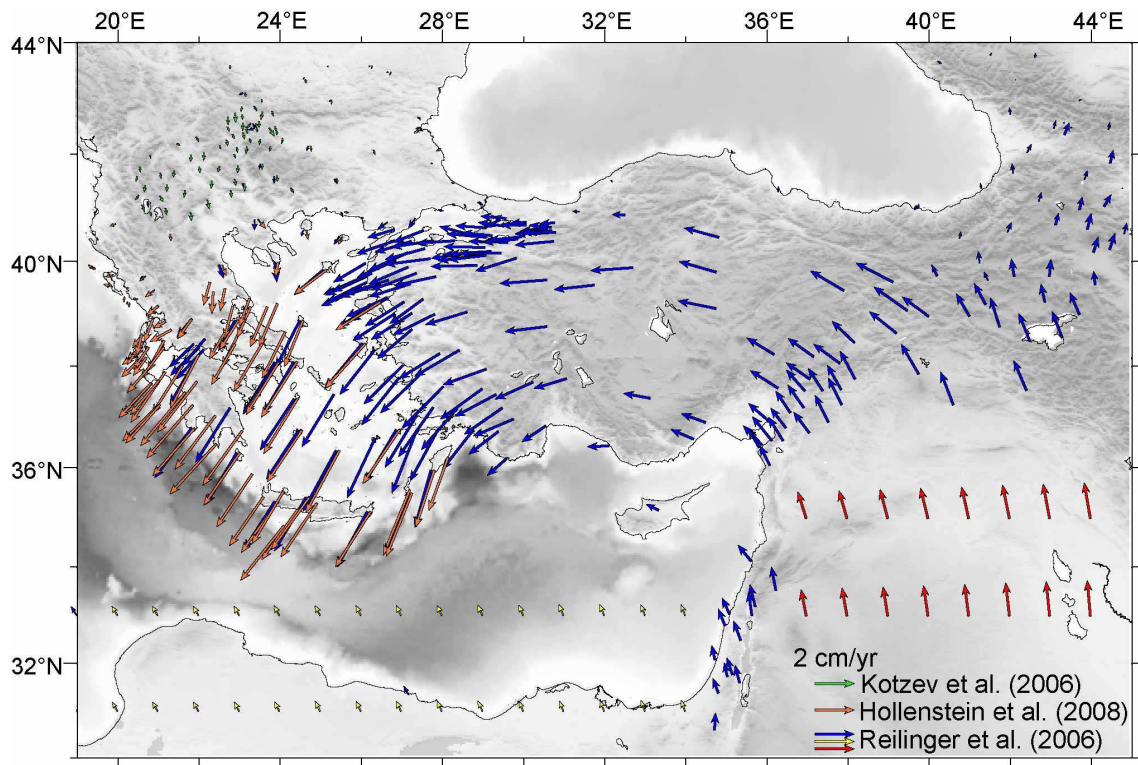 20°E 24°E 28°E 32°E 36°E 40°E 44°E
44°N
40°N
36°N
32°N
2 cm/yr
Kotzev et al. (2006)
Hollenstein et al. (2008)
Reilinger et al. (2006)